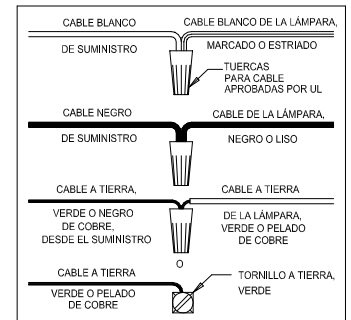 CABLE BLANCO
CABLE BLANCO DE LA LÁMPARA,
DE SUMINISTRO
MARCADO O ESTRIADO
TUERCAS
PARA CABLE
APROBADAS POR UL
CABLE NEGRO
CABLE DE LA LÁMPARA,
DE SUMINISTRO
NEGRO O LISO
CABLE A TIERRA,
CABLE A TIERRA
VERDE O NEGRO
DE COBRE,
DESDE EL SUMINISTRO
DE LA LÁMPARA,
VERDE O PELADO
DE COBRE
O
CABLE A TIERRA
TORNILLO A TIERRA,
VERDE
VERDE O PELADO
DE COBRE